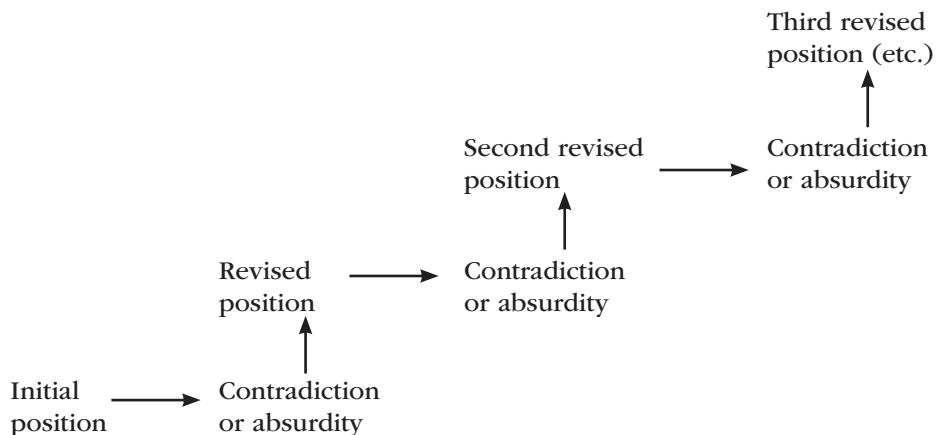 Third revised
position (etc.)
Second revised
position
Contradiction
or absurdity
Revised
position
Contradiction
or absurdity
Initial
position
Contradiction
or absurdity